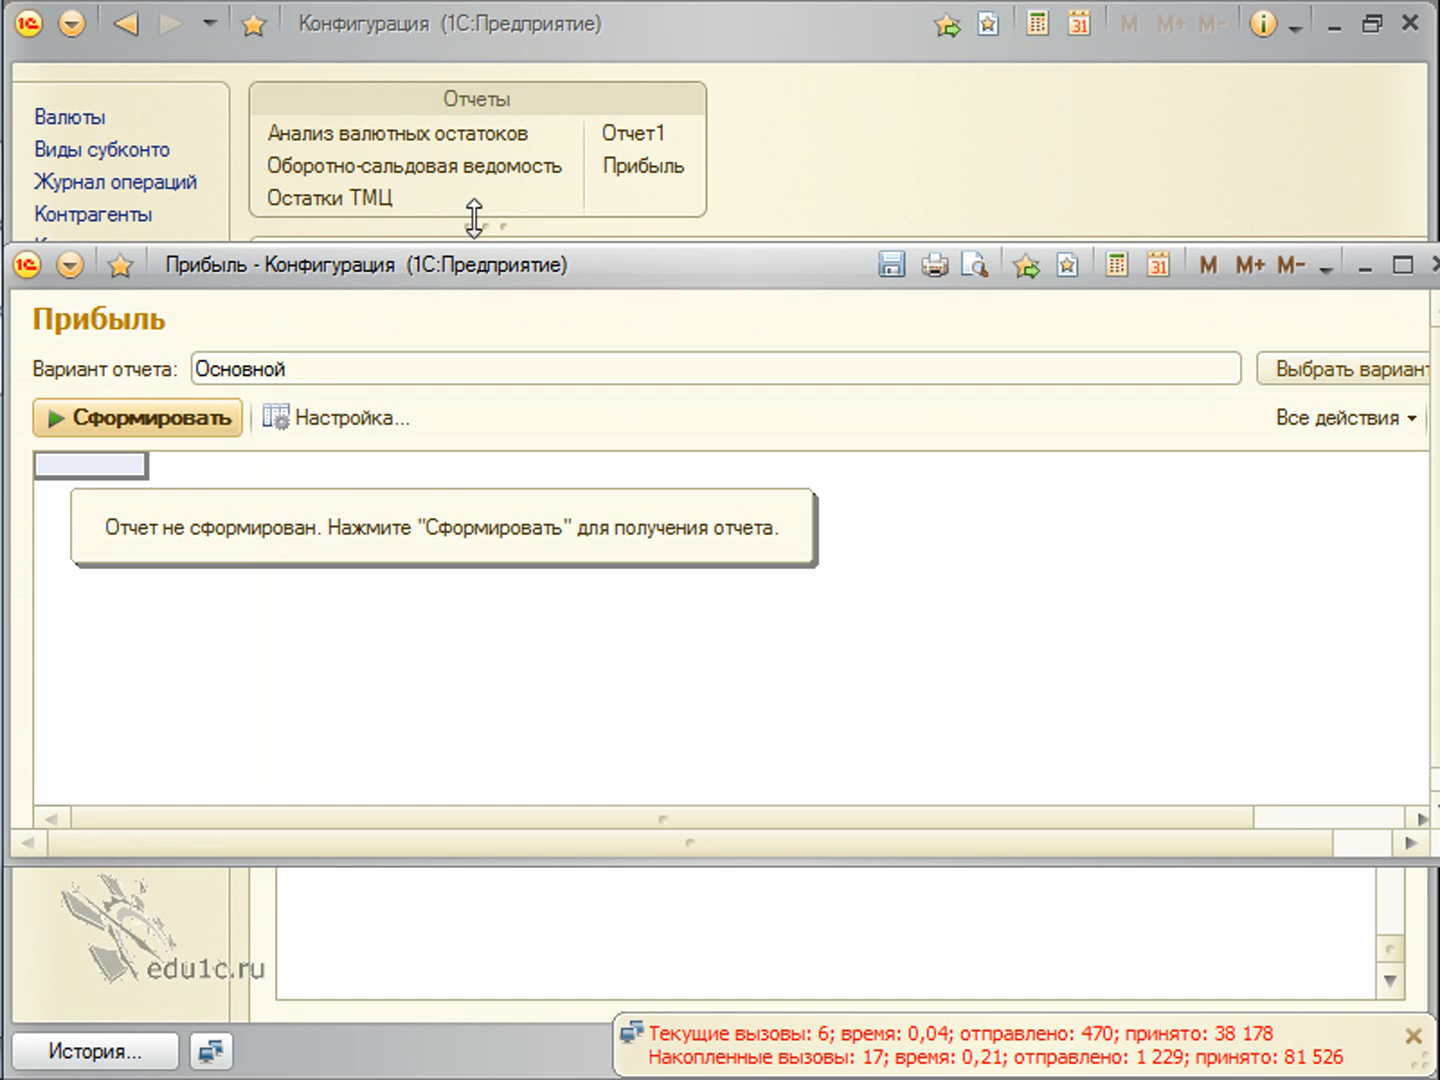 Конфигурация (1С:Предприятие)
31
M M+ M-
Валюты
Виды субконто
Журнал операций
Контрагенты
Отчеты
Анализ валютных остатоков
Оборотно-сальдовая ведомость
Остатки ТМЦ
Отчет1
Прибыль
Прибыль - Конфигурация (1С:Предприятие)
31
M M+ M-
Прибыль
Вариант отчета: Основной
Выбрать вариант
Сформировать
Настройка...
Все действия
Отчет не сформирован. Нажмите "Сформировать" для получения отчета.
edu1c.ru
История...
Текущие вызовы: 6; время: 0,04; отправлено: 470; принято: 38 178
Накопленные вызовы: 17; время: 0,21; отправлено: 1 229; принято: 81 526